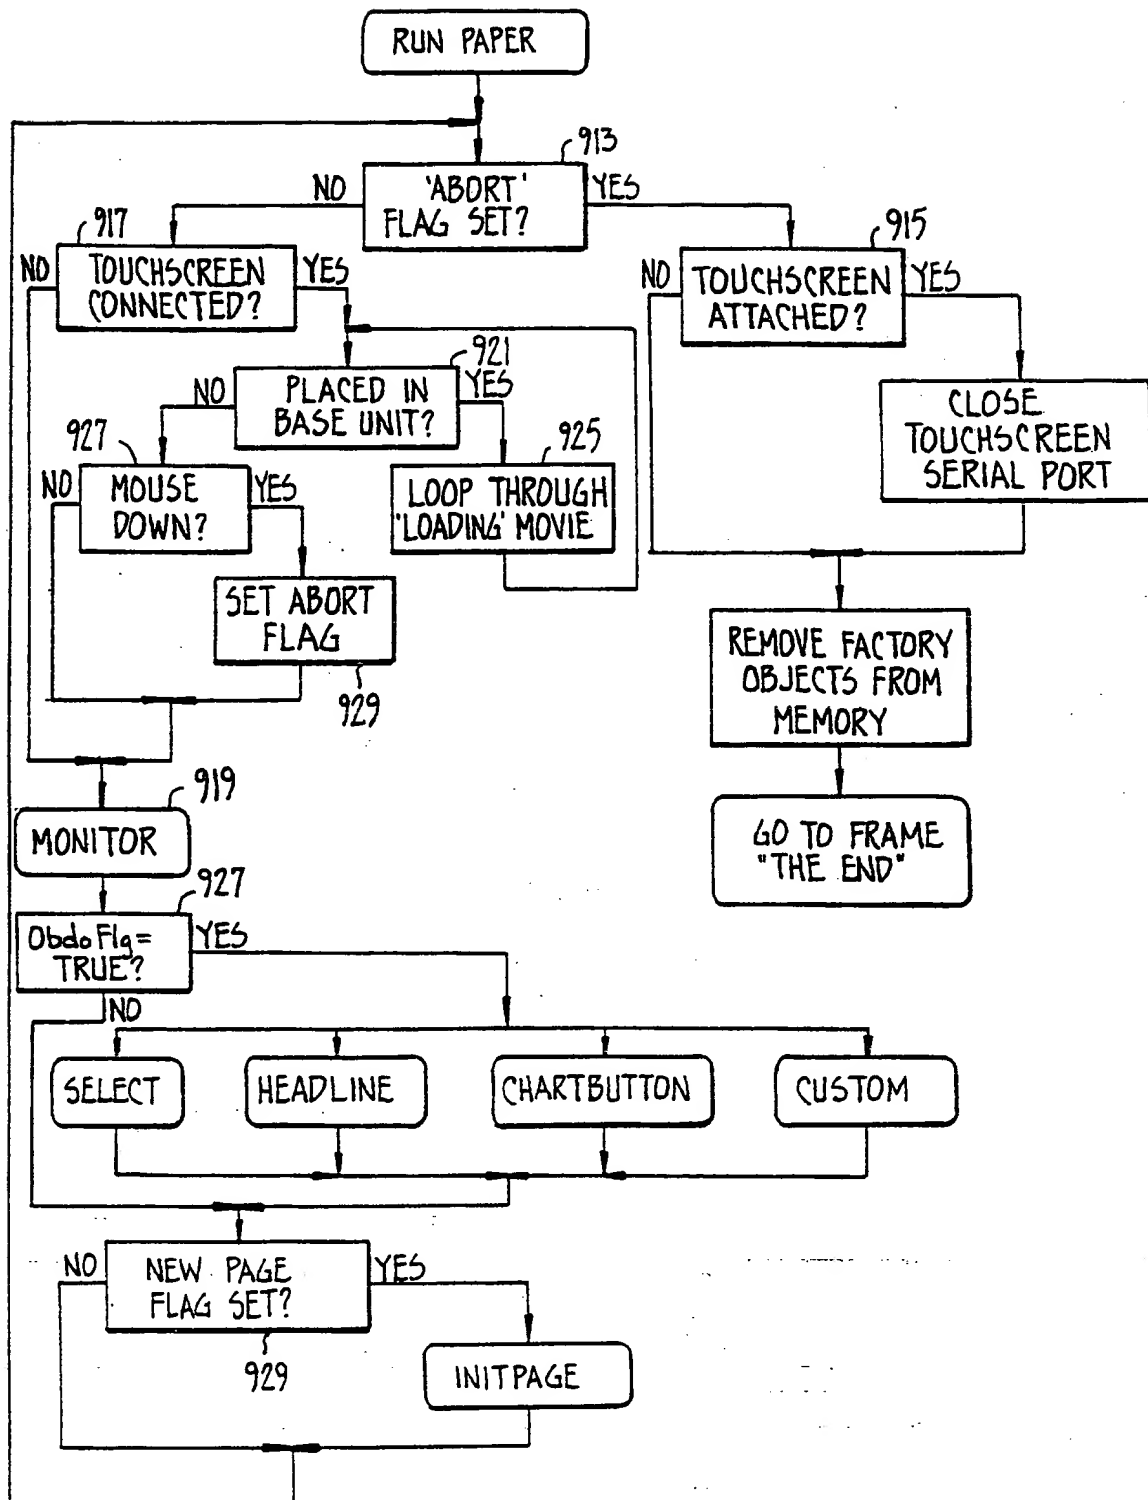 RUN PAPER
913
NO
'ABORT'
FLAG SET?
YES
917
NO
TOUCHSCREEN
CONNECTED?
YES
915
NO
TOUCHSCREEN
ATTACHED?
YES
921
NO
PLACED IN
BASE UNIT?
YES
CLOSE
TOUCHSCREEN
SERIAL PORT
927
NO
MOUSE
DOWN?
YES
925
LOOP THROUGH
'LOADING' MOVIE
SET ABORT
FLAG
929
REMOVE FACTORY
OBJECTS FROM
MEMORY
919
MONITOR
GO TO FRAME
"THE END"
927
ObdoFlg=
TRUE?
YES
NO
SELECT
HEADLINE
CHARTBUTTON
CUSTOM
NO
NEW PAGE
FLAG SET?
YES
929
INITPAGE